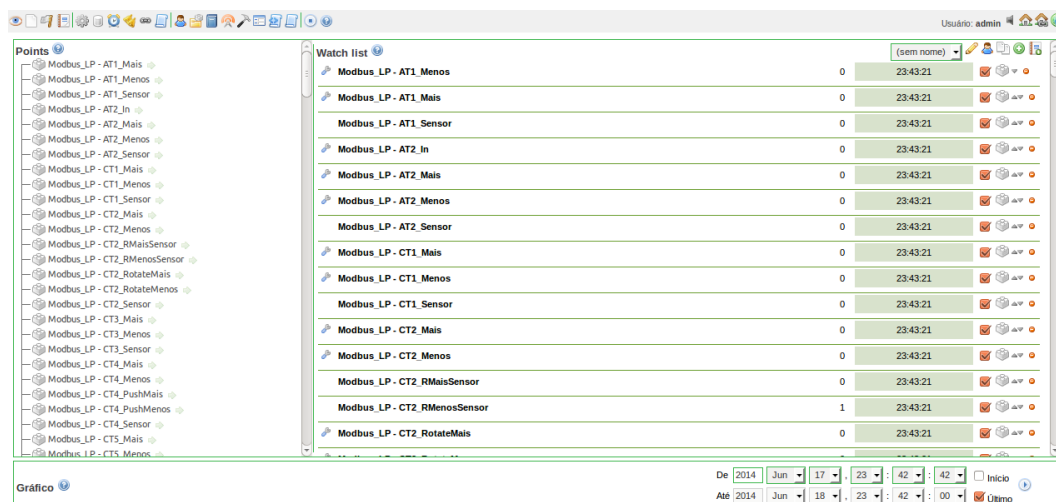 Usuário: admin
Points
Modbus_LP - AT1_Mais
Modbus_LP - AT1_Menos
Modbus_LP - AT1_Sensor
Modbus_LP - AT2_In
Modbus_LP - AT2_Mais
Modbus_LP - AT2_Menos
Modbus_LP - AT2_Sensor
Modbus_LP - CT1_Mais
Modbus_LP - CT1_Menos
Modbus_LP - CT1_Sensor
Modbus_LP - CT2_Mais
Modbus_LP - CT2_Menos
Modbus_LP - CT2_RMaisSensor
Modbus_LP - CT2_RMenosSensor
Modbus_LP - CT2_RotateMais
Modbus_LP - CT2_RotateMenos
Modbus_LP - CT2_Sensor
Modbus_LP - CT3_Mais
Modbus_LP - CT3_Menos
Modbus_LP - CT3_Sensor
Modbus_LP - CT4_Mais
Modbus_LP - CT4_Menos
Modbus_LP - CT4_PushMais
Modbus_LP - CT4_PushMenos
Modbus_LP - CT4_Sensor
Modbus_LP - CT5_Mais
Modbus_LP - CT5_Menos
Watch list (sem nome)
Modbus_LP - AT1_Menos 0 23:43:21
Modbus_LP - AT1_Mais 0 23:43:21
Modbus_LP - AT1_Sensor 0 23:43:21
Modbus_LP - AT2_In 0 23:43:21
Modbus_LP - AT2_Mais 0 23:43:21
Modbus_LP - AT2_Menos 0 23:43:21
Modbus_LP - AT2_Sensor 0 23:43:21
Modbus_LP - CT1_Mais 0 23:43:21
Modbus_LP - CT1_Menos 0 23:43:21
Modbus_LP - CT1_Sensor 0 23:43:21
Modbus_LP - CT2_Mais 0 23:43:21
Modbus_LP - CT2_Menos 0 23:43:21
Modbus_LP - CT2_RMaisSensor 0 23:43:21
Modbus_LP - CT2_RMenosSensor 1 23:43:21
Modbus_LP - CT2_RotateMais 0 23:43:21
Gráfico
De 2014 Jun 17 , 23 : 42 : 42 Início
Até 2014 Jun 18 , 23 : 42 : 00 Último